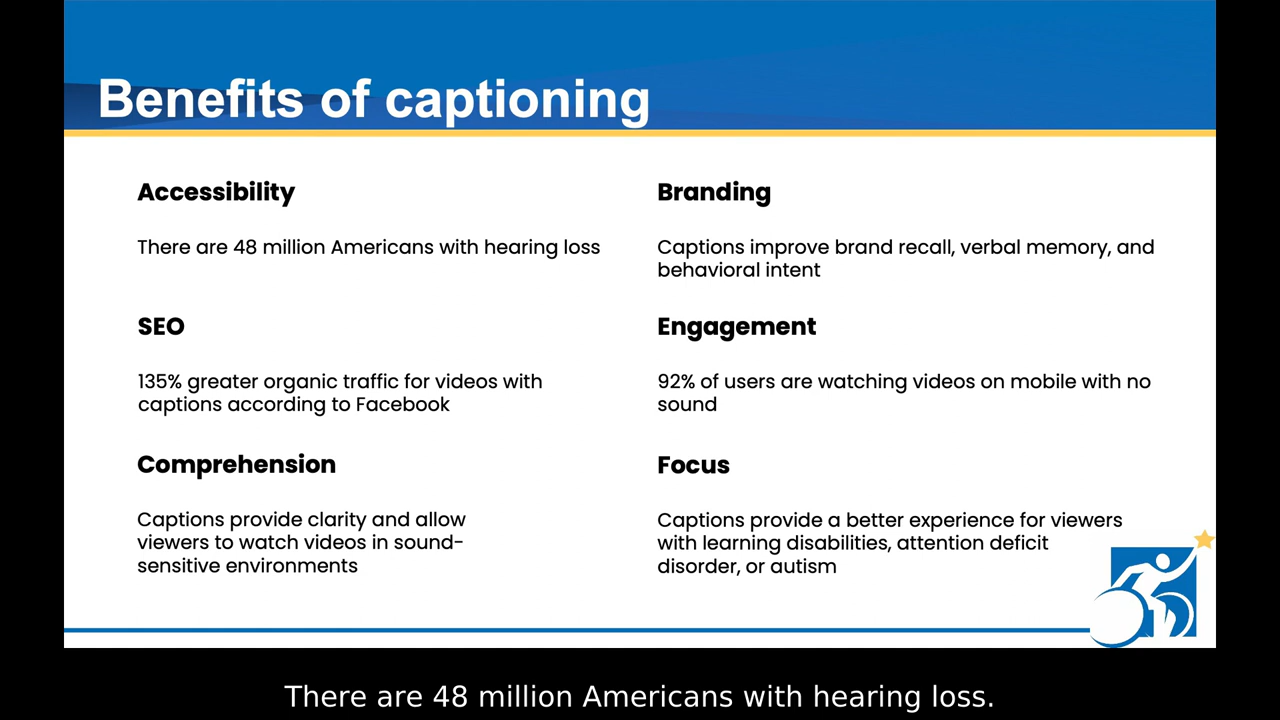 Benefits of captioning
Accessibility
There are 48 million Americans with hearing loss
Branding
Captions improve brand recall, verbal memory, and
behavioral intent
SEO
135% greater organic traffic for videos with
captions according to Facebook
Engagement
92% of users are watching videos on mobile with no
sound
Comprehension
Captions provide clarity and allow
viewers to watch videos in sound-
sensitive environments
Focus
Captions provide a better experience for viewers
with learning disabilities, attention deficit
disorder, or autism
There are 48 million Americans with hearing loss.